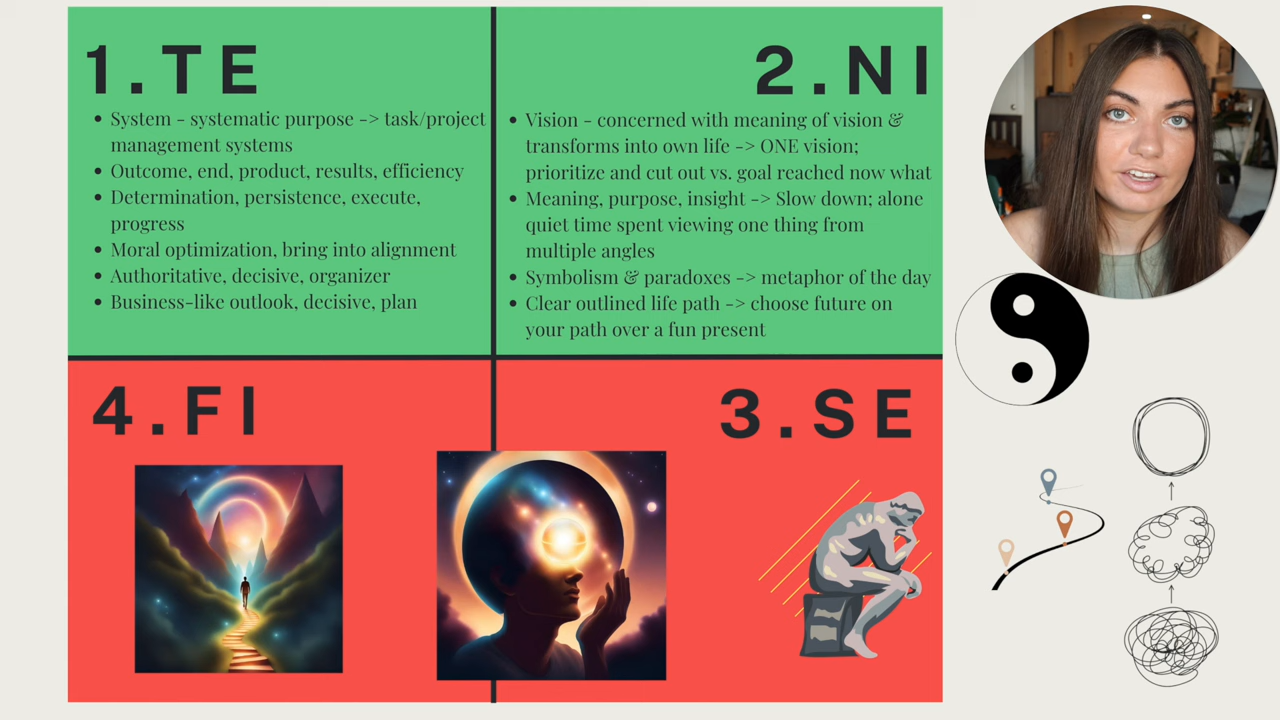 1.TE
• System - systematic purpose -> task/project
management systems
• Outcome, end, product, results, efficiency
• Determination, persistence, execute,
progress
• Moral optimization, bring into alignment
• Authoritative, decisive, organizer
• Business-like outlook, decisive, plan
2.NI
• Vision - concerned with meaning of vision &
transforms into own life -> ONE vision;
prioritize and cut out vs. goal reached now what
• Meaning, purpose, insight -> Slow down; alone
quiet time spent viewing one thing from
multiple angles
• Symbolism & paradoxes -> metaphor of the day
• Clear outlined life path -> choose future on
your path over a fun present
4.FI
3.SE